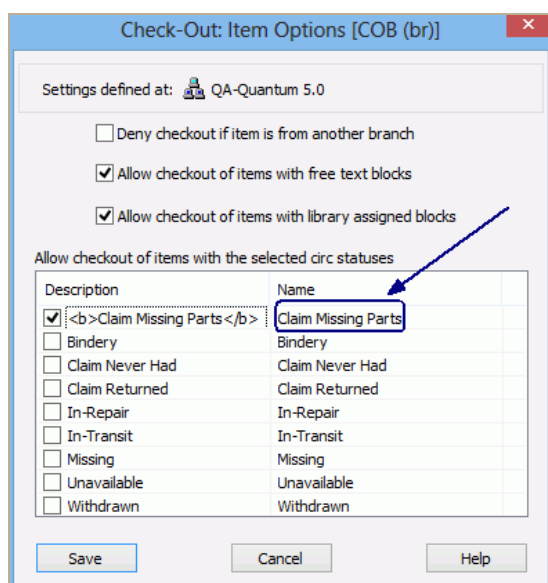 Check-Out: Item Options [COB (br)]
Settings defined at: QA-Quantum 5.0
Deny checkout if item is from another branch
Allow checkout of items with free text blocks
Allow checkout of items with library assigned blocks
Allow checkout of items with the selected circ statuses
Description Name
<b>Claim Missing Parts</b> Claim Missing Parts
Bindery Bindery
Claim Never Had Claim Never Had
Claim Returned Claim Returned
In-Repair In-Repair
In-Transit In-Transit
Missing Missing
Unavailable Unavailable
Withdrawn Withdrawn
Save Cancel Help